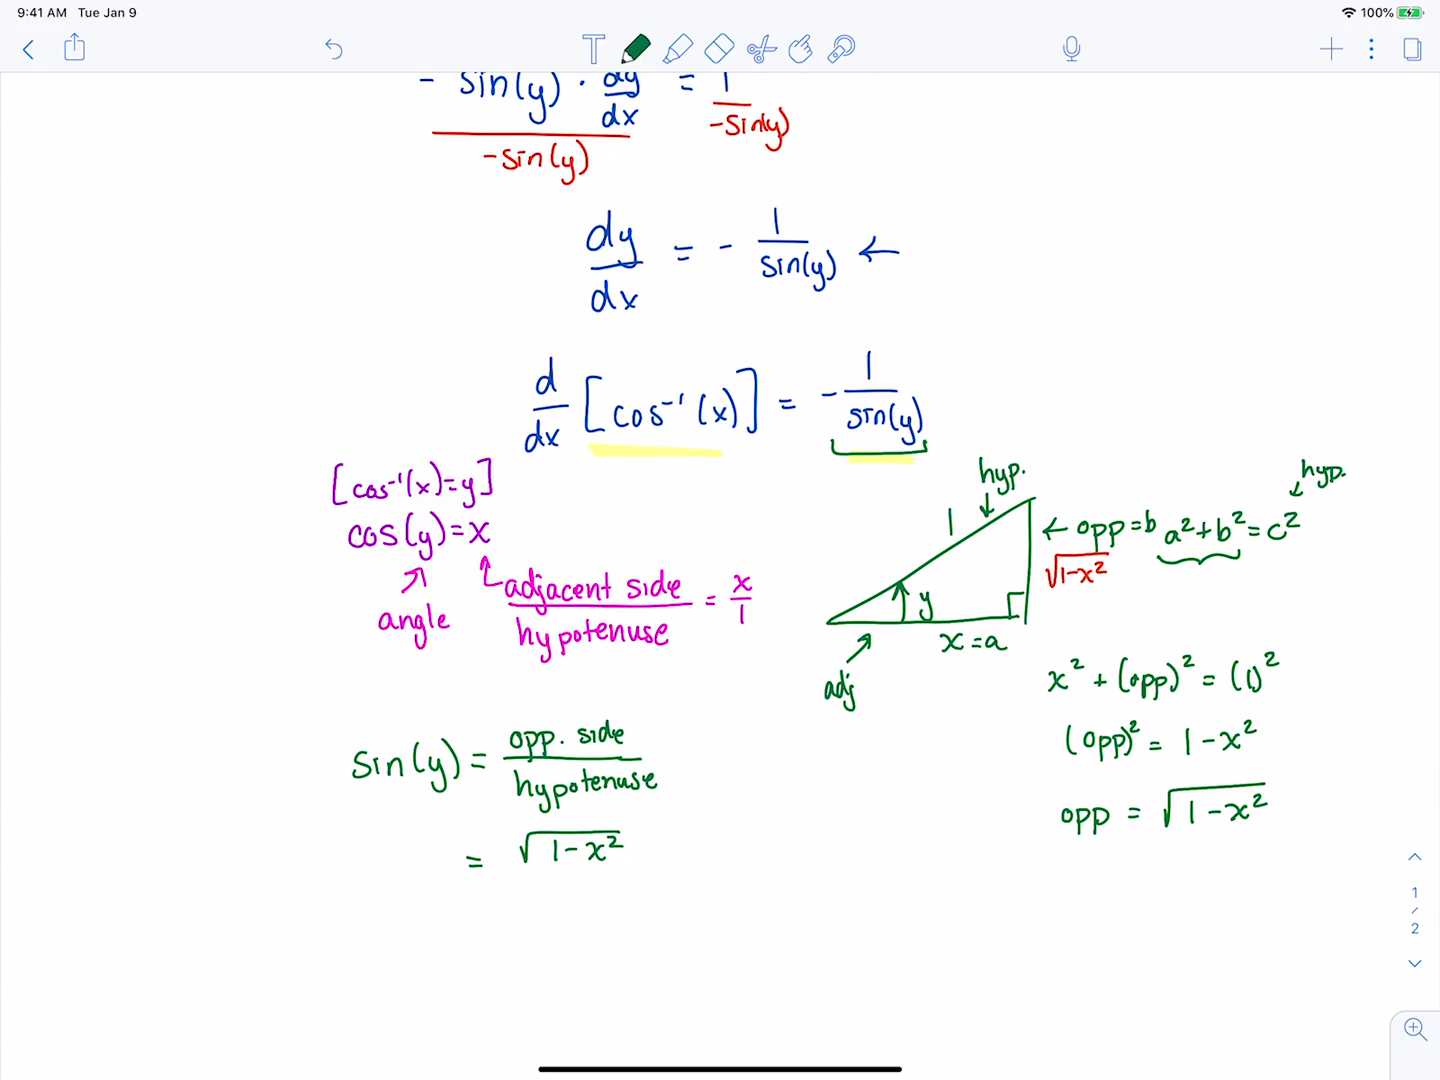 9:41 AM Tue Jan 9 100%
- sin(y) · dy/dx = 1
-sin(y) -sin(y)
dy/dx = - 1/sin(y) ←
d/dx [cos⁻¹(x)] = - 1/sin(y)
[cos⁻¹(x)=y]
cos(y)=x
angle
adjacent side/hypotenuse = x/1
hyp.
1
y
x=a
adj
← opp=b
√1-x²
hyp.
a²+b²=c²
x² + (opp)² = (1)²
(opp)² = 1-x²
opp = √1-x²
sin(y) = opp. side/hypotenuse
= √1-x²
1
/
2